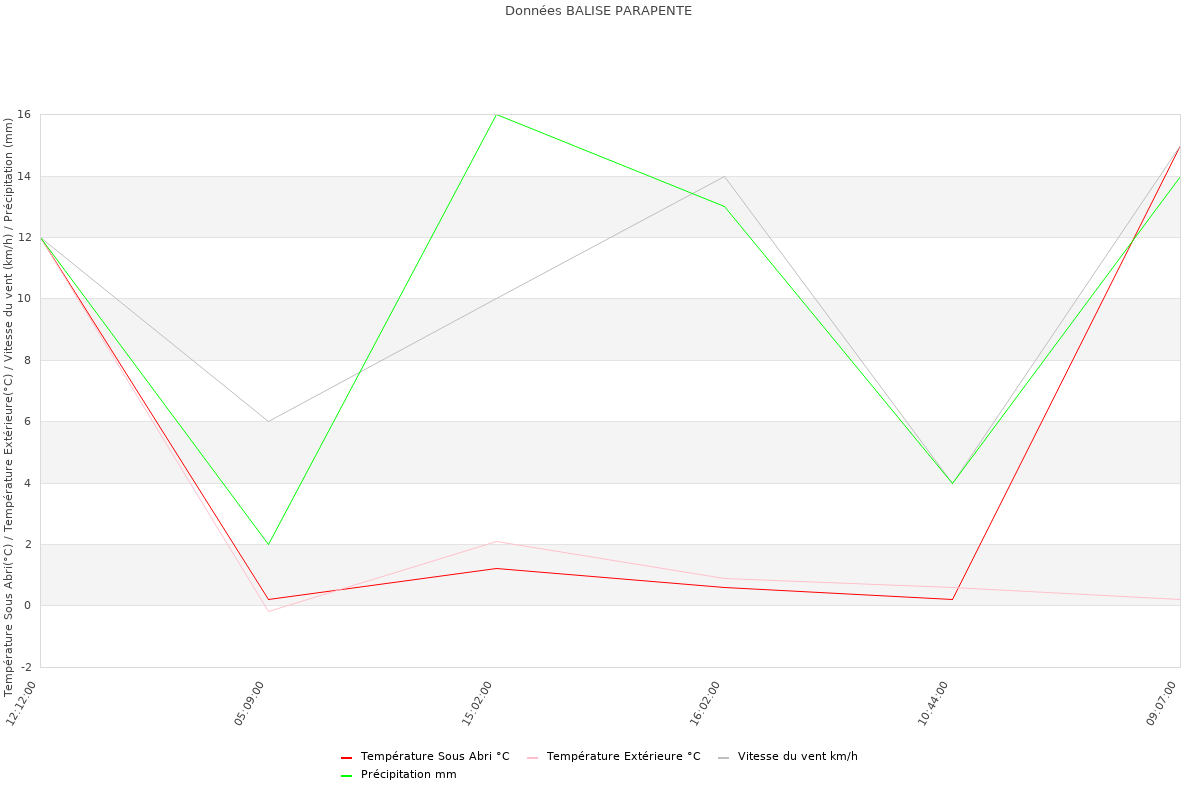 Données BALISE PARAPENTE
Température Sous Abri(°C) / Température Extérieure(°C) / Vitesse du vent (km/h) / Précipitation (mm)
16
14
12
10
8
6
4
2
0
-2
12:12:00
05:09:00
15:02:00
16:02:00
10:44:00
09:07:00
Température Sous Abri °C
Température Extérieure °C
Vitesse du vent km/h
Précipitation mm